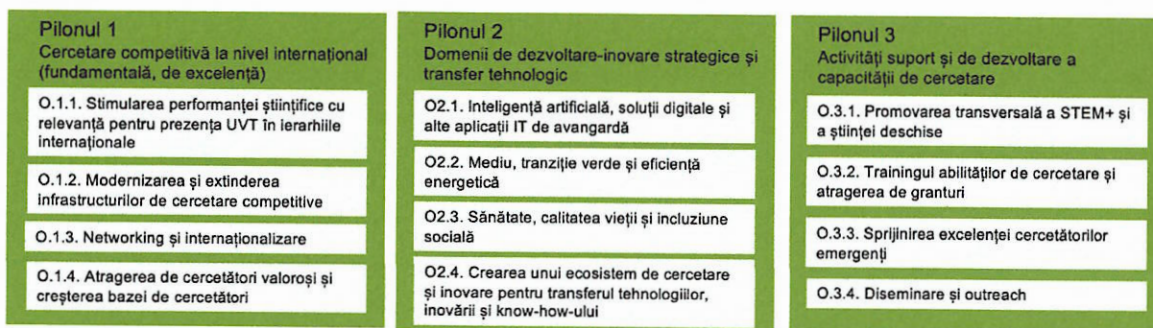 Pilonul 1
Cercetare competitivă la nivel internațional
(fundamentală, de excelență)
O.1.1. Stimularea performanței științifice cu
relevanță pentru prezența UVT în ierarhiile
internaționale
O.1.2. Modernizarea și extinderea
infrastructurilor de cercetare competitive
O.1.3. Networking și internaționalizare
O.1.4. Atragerea de cercetători valoroși și
creșterea bazei de cercetători
Pilonul 2
Domenii de dezvoltare-inovare strategice și
transfer tehnologic
O2.1. Inteligență artificială, soluții digitale și
alte aplicații IT de avangardă
O2.2. Mediu, tranziție verde și eficiență
energetică
O2.3. Sănătate, calitatea vieții și incluziune
socială
O2.4. Crearea unui ecosistem de cercetare
și inovare pentru transferul tehnologiilor,
inovării și know-how-ului
Pilonul 3
Activități suport și de dezvoltare a
capacității de cercetare
O.3.1. Promovarea transversală a STEM+ și
a științei deschise
O.3.2. Trainingul abilităților de cercetare și
atragerea de granturi
O.3.3. Sprijinirea excelenței cercetătorilor
emergenți
O.3.4. Diseminare și outreach